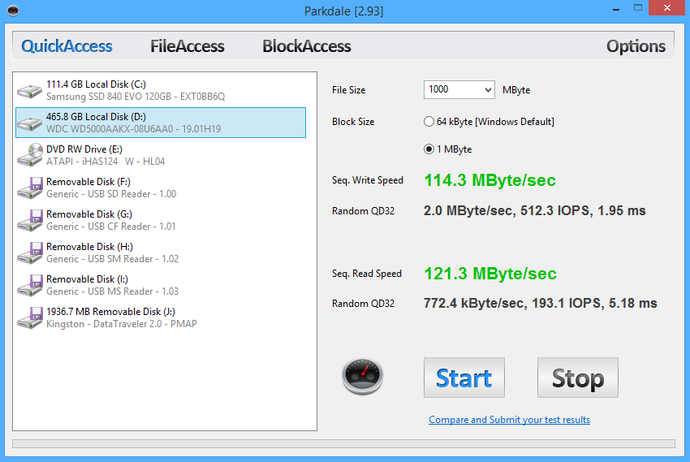 Parkdale [2.93]
QuickAccess FileAccess BlockAccess Options
111.4 GB Local Disk (C:)
Samsung SSD 840 EVO 120GB - EXT0BB6Q
465.8 GB Local Disk (D:)
WDC WD5000AAKX-08U6AA0 - 19.01H19
DVD RW Drive (E:)
ATAPI - iHAS124 W - HL04
Removable Disk (F:)
Generic - USB SD Reader - 1.00
Removable Disk (G:)
Generic - USB CF Reader - 1.01
Removable Disk (H:)
Generic - USB SM Reader - 1.02
Removable Disk (I:)
Generic - USB MS Reader - 1.03
1936.7 MB Removable Disk (J:)
Kingston - DataTraveler 2.0 - PMAP
File Size 1000 MByte
Block Size 64 kByte [Windows Default]
1 MByte
Seq. Write Speed 114.3 MByte/sec
Random QD32 2.0 MByte/sec, 512.3 IOPS, 1.95 ms
Seq. Read Speed 121.3 MByte/sec
Random QD32 772.4 kByte/sec, 193.1 IOPS, 5.18 ms
Start Stop
Compare and Submit your test results